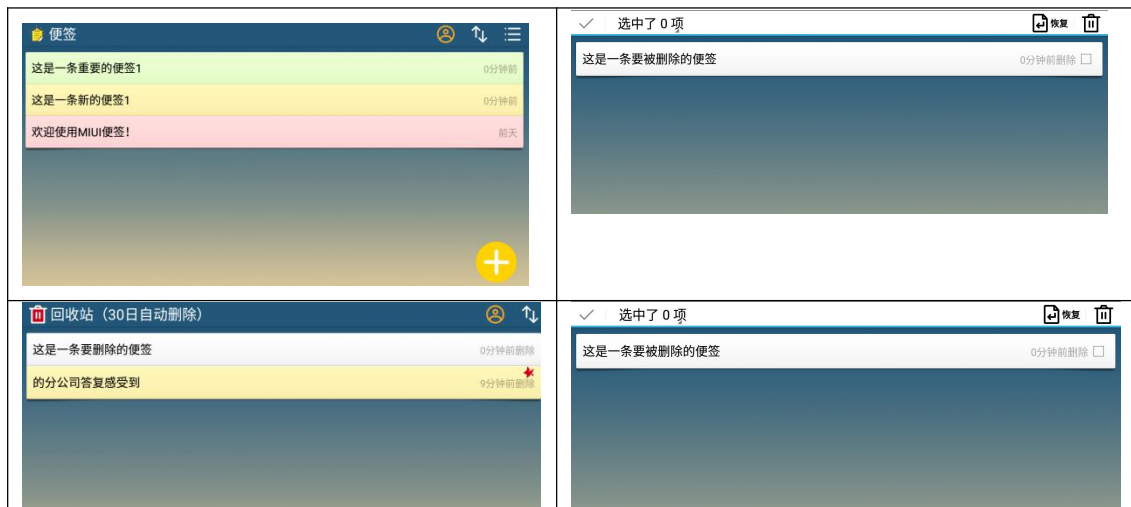 便签
这是一条重要的便签1 0分钟前
这是一条新的便签1 0分钟前
欢迎使用MIUI便签! 前天
选中了 0 项 恢复
这是一条要被删除的便签 0分钟前删除
回收站（30日自动删除）
这是一条要删除的便签 0分钟前删除
的分公司答复感受到 9分钟前删除
选中了 0 项 恢复
这是一条要被删除的便签 0分钟前删除